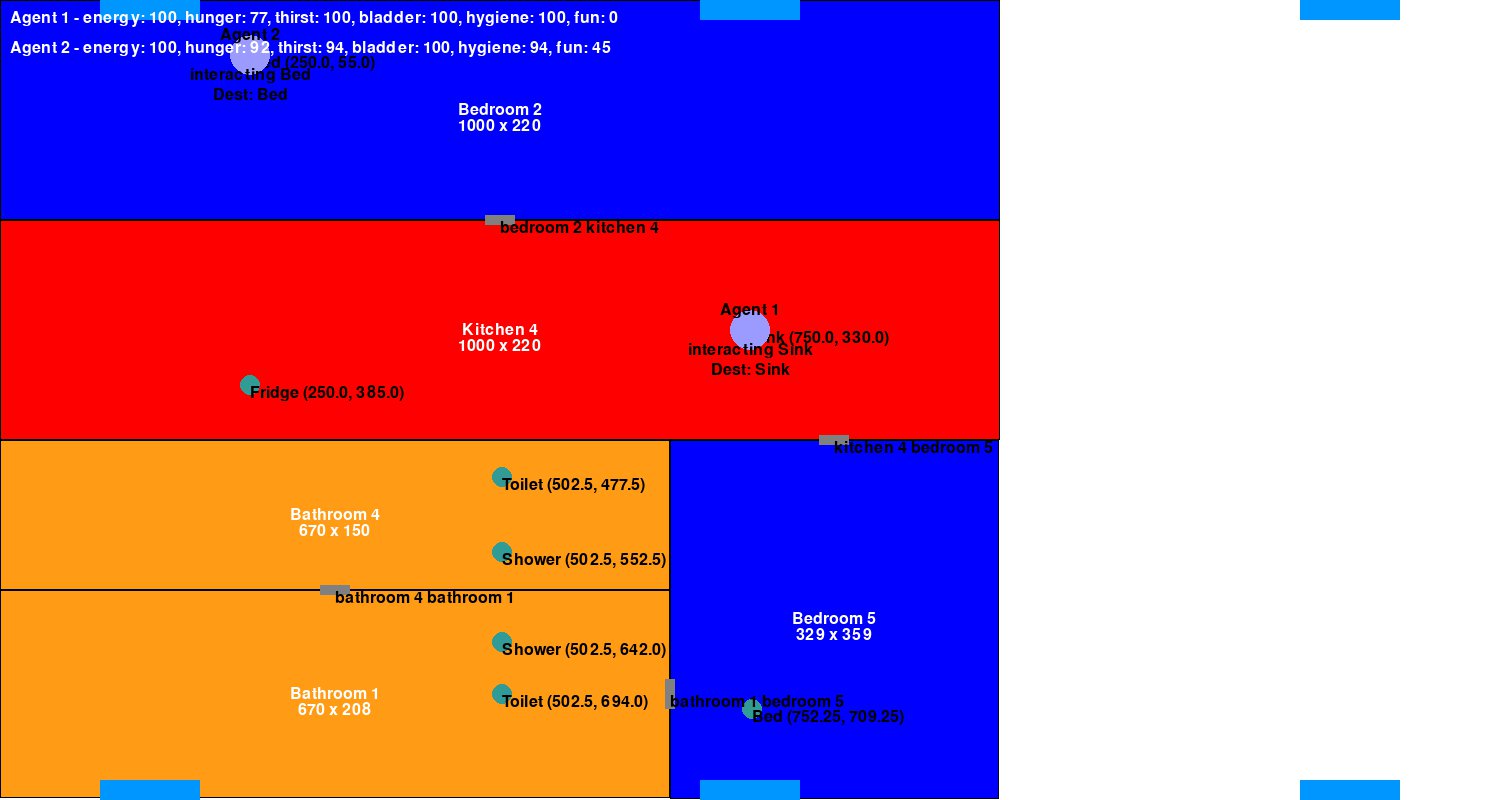 Agent 1 - energy: 100, hunger: 77, thirst: 100, bladder: 100, hygiene: 100, fun: 0
Agent 2
Agent 2 - energy: 100, hunger: 92, thirst: 94, bladder: 100, hygiene: 94, fun: 45
(250.0, 55.0)
interacting Bed
Dest: Bed
Bedroom 2
1000 x 220
bedroom 2 kitchen 4
Agent 1
Kitchen 4
1000 x 220
(750.0, 330.0)
interacting Sink
Dest: Sink
Fridge (250.0, 385.0)
kitchen 4 bedroom 5
Toilet (502.5, 477.5)
Bathroom 4
670 x 150
Shower (502.5, 552.5)
bathroom 4 bathroom 1
Bedroom 5
329 x 359
Shower (502.5, 642.0)
Bathroom 1
670 x 208
Toilet (502.5, 694.0)
bathroom 1 bedroom 5
Bed (752.25, 709.25)